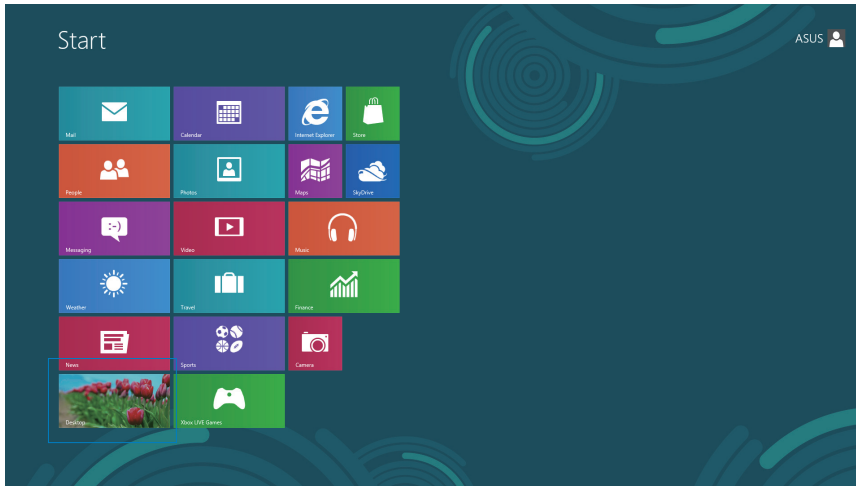 Start
ASUS
Mail
Calendar
Internet Explorer
Store
People
Photos
Maps
SkyDrive
Messaging
Video
Music
Weather
Travel
Finance
News
Sports
Camera
Desktop
Xbox LIVE Games